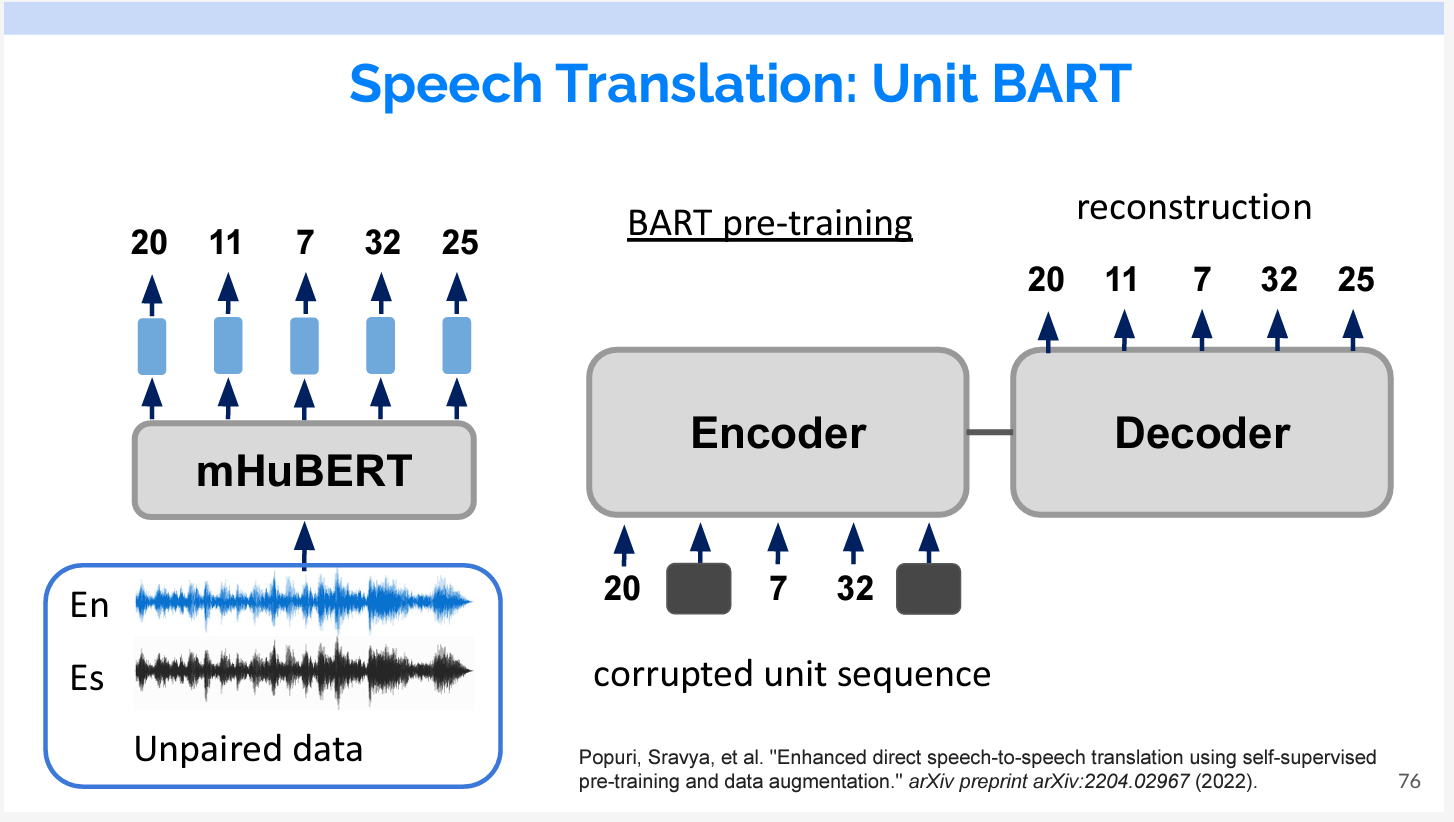 Speech Translation: Unit BART
20 11 7 32 25
mHuBERT
En
Es
Unpaired data
BART pre-training
reconstruction
20 11 7 32 25
Encoder
Decoder
20 7 32
corrupted unit sequence
Popuri, Sravya, et al. "Enhanced direct speech-to-speech translation using self-supervised
pre-training and data augmentation." arXiv preprint arXiv:2204.02967 (2022).
76